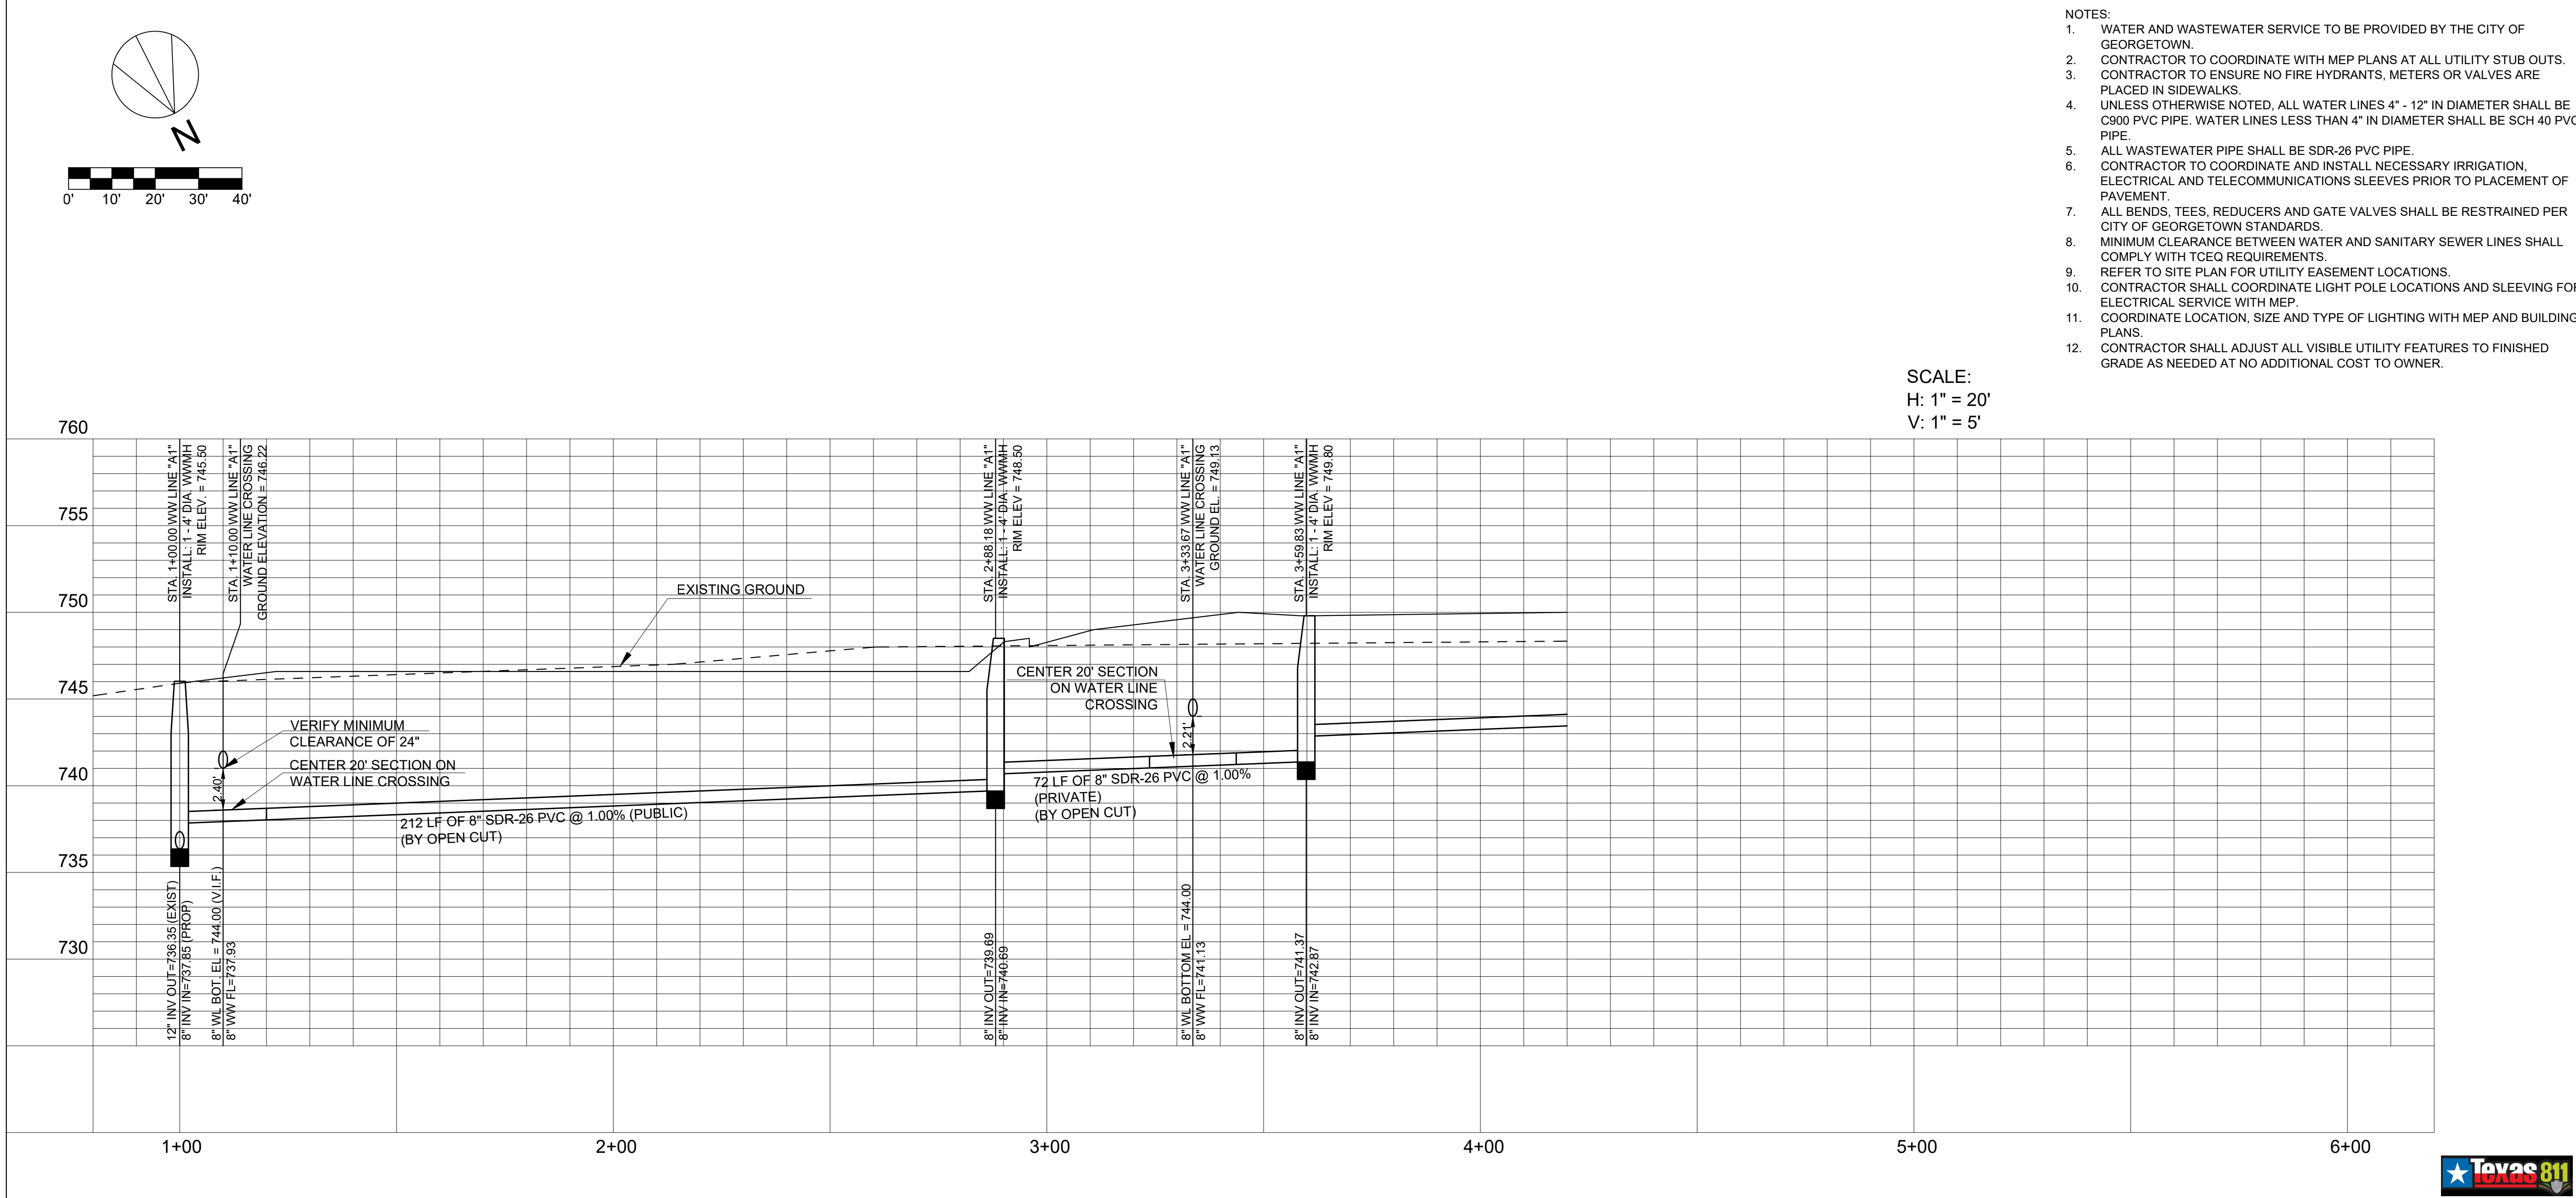 N
0' 10' 20' 30' 40'
NOTES:
1. WATER AND WASTEWATER SERVICE TO BE PROVIDED BY THE CITY OF
GEORGETOWN.
2. CONTRACTOR TO COORDINATE WITH MEP PLANS AT ALL UTILITY STUB OUTS.
3. CONTRACTOR TO ENSURE NO FIRE HYDRANTS, METERS OR VALVES ARE
PLACED IN SIDEWALKS.
4. UNLESS OTHERWISE NOTED, ALL WATER LINES 4" - 12" IN DIAMETER SHALL BE
C900 PVC PIPE. WATER LINES LESS THAN 4" IN DIAMETER SHALL BE SCH 40 PVC
PIPE.
5. ALL WASTEWATER PIPE SHALL BE SDR-26 PVC PIPE.
6. CONTRACTOR TO COORDINATE AND INSTALL NECESSARY IRRIGATION,
ELECTRICAL AND TELECOMMUNICATIONS SLEEVES PRIOR TO PLACEMENT OF
PAVEMENT.
7. ALL BENDS, TEES, REDUCERS AND GATE VALVES SHALL BE RESTRAINED PER
CITY OF GEORGETOWN STANDARDS.
8. MINIMUM CLEARANCE BETWEEN WATER AND SANITARY SEWER LINES SHALL
COMPLY WITH TCEQ REQUIREMENTS.
9. REFER TO SITE PLAN FOR UTILITY EASEMENT LOCATIONS.
10. CONTRACTOR SHALL COORDINATE LIGHT POLE LOCATIONS AND SLEEVING FOR
ELECTRICAL SERVICE WITH MEP.
11. COORDINATE LOCATION, SIZE AND TYPE OF LIGHTING WITH MEP AND BUILDING
PLANS.
12. CONTRACTOR SHALL ADJUST ALL VISIBLE UTILITY FEATURES TO FINISHED
GRADE AS NEEDED AT NO ADDITIONAL COST TO OWNER.
SCALE:
H: 1" = 20'
V: 1" = 5'
760
755
750
745
740
735
730
STA. 1+00.00 WW LINE "A1"
INSTALL: 1 - 4' DIA. WWMH
RIM ELEV. = 745.50
STA. 1+10.00 WW LINE "A1"
WATER LINE CROSSING
GROUND ELEVATION = 746.22
STA. 2+88.18 WW LINE "A1"
INSTALL: 1 - 4' DIA. WWMH
RIM ELEV = 748.50
STA. 3+33.67 WW LINE "A1"
WATER LINE CROSSING
GROUND EL. = 749.13
STA. 3+59.83 WW LINE "A1"
INSTALL: 1 - 4' DIA. WWMH
RIM ELEV = 749.80
EXISTING GROUND
CENTER 20' SECTION
ON WATER LINE
CROSSING
VERIFY MINIMUM
CLEARANCE OF 24"
CENTER 20' SECTION ON
WATER LINE CROSSING
2.40'
2.21'
212 LF OF 8" SDR-26 PVC @ 1.00% (PUBLIC)
(BY OPEN CUT)
72 LF OF 8" SDR-26 PVC @ 1.00%
(PRIVATE)
(BY OPEN CUT)
12" INV OUT=736.35 (EXIST)
8" INV IN=737.85 (PROP)
8" WL BOT. EL = 744.00 (V.I.F.)
8" WW FL=737.93
8" INV OUT=739.69
8" INV IN=740.69
8" WL BOTTOM EL = 744.00
8" WW FL=741.13
8" INV OUT=741.37
8" INV IN=742.87
1+00 2+00 3+00 4+00 5+00 6+00
Texas 811